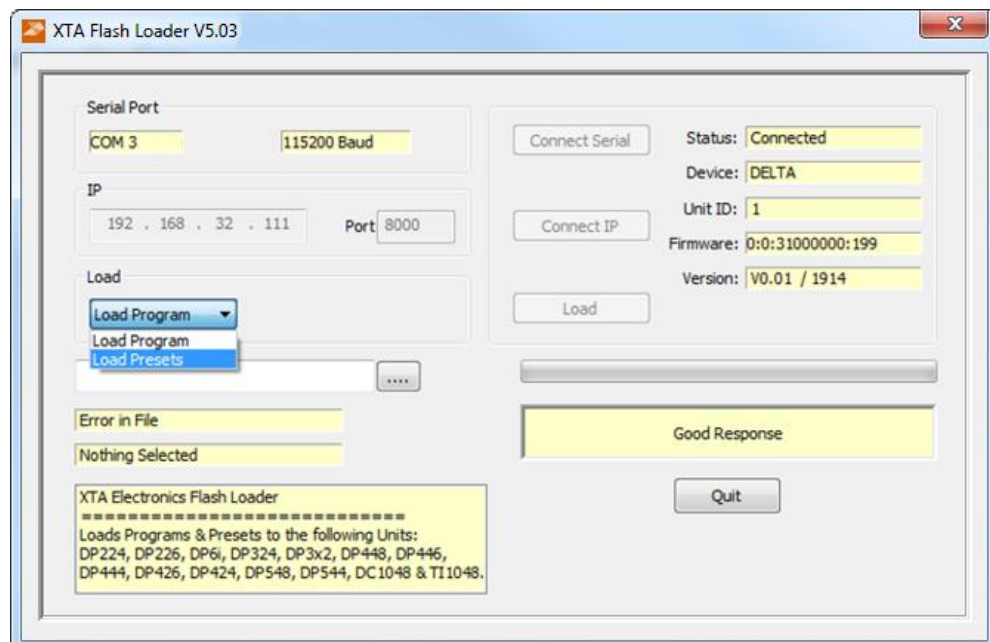 XTA Flash Loader V5.03
Serial Port
COM 3 115200 Baud
IP
192 . 168 . 32 . 111 Port 8000
Load
Load Program
Load Program
Load Presets
....
Error in File
Nothing Selected
XTA Electronics Flash Loader
============================
Loads Programs & Presets to the following Units:
DP224, DP226, DP6i, DP324, DP3x2, DP448, DP446,
DP444, DP426, DP424, DP548, DP544, DC1048 & TI1048.
Connect Serial Status: Connected
Device: DELTA
Unit ID: 1
Connect IP
Firmware: 0:0:31000000:199
Version: V0.01 / 1914
Load
Good Response
Quit